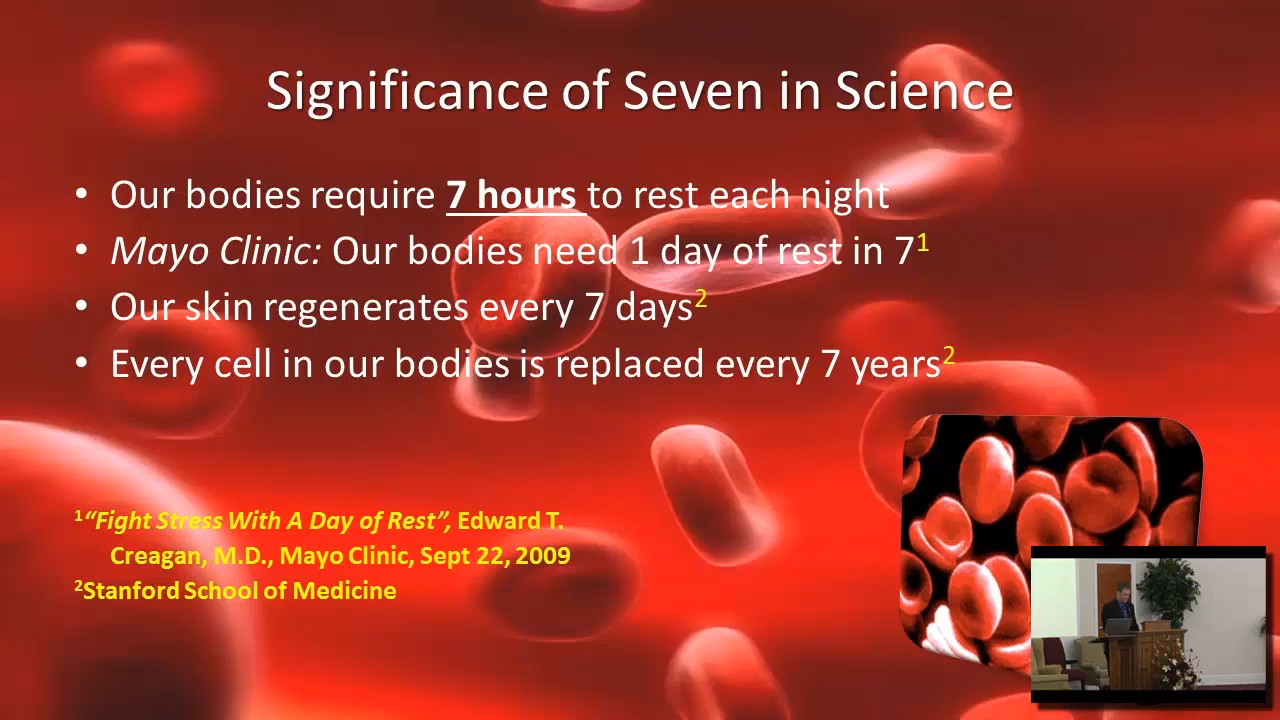 Significance of Seven in Science
• Our bodies require 7 hours to rest each night
• Mayo Clinic: Our bodies need 1 day of rest in 7¹
• Our skin regenerates every 7 days²
• Every cell in our bodies is replaced every 7 years²
¹“Fight Stress With A Day of Rest”, Edward T.
Creagan, M.D., Mayo Clinic, Sept 22, 2009
²Stanford School of Medicine